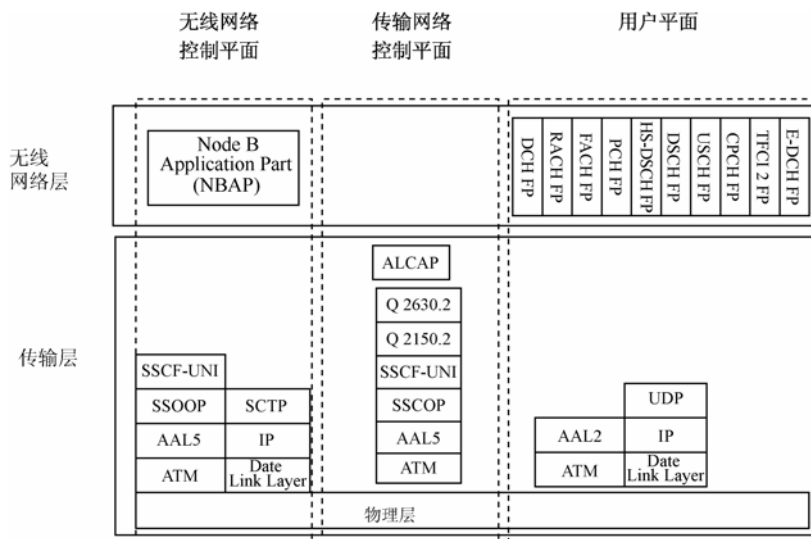 无线网络
控制平面
传输网络
控制平面
用户平面
无线
网络层
Node B
Application Part
(NBAP)
DCH FP
RACH FP
FACH FP
PCH FP
HS-DSCH FP
DSCH FP
USCH FP
CPCH FP
TFCI 2 FP
E-DCH FP
传输层
ALCAP
Q 2630.2
Q 2150.2
SSCF-UNI
SSCOP
AAL5
ATM
SSCF-UNI
SSOOP
SCTP
AAL5
IP
ATM
Date
Link Layer
UDP
AAL2
IP
ATM
Date
Link Layer
物理层